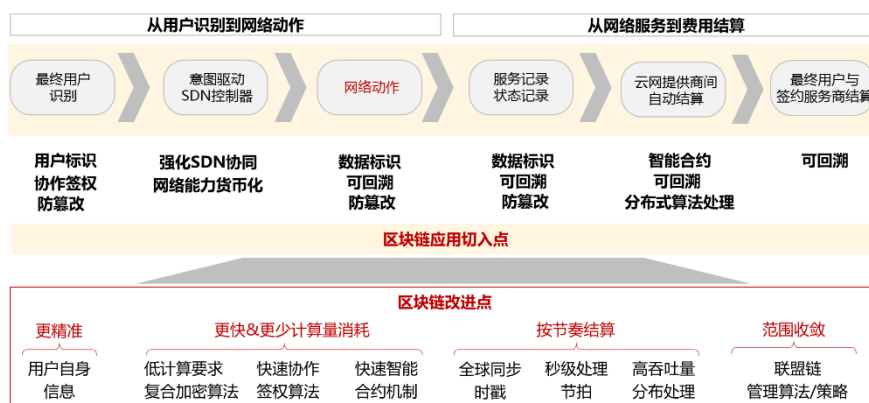 从用户识别到网络动作
从网络服务到费用结算
最终用户
识别
意图驱动
SDN控制器
网络动作
服务记录
状态记录
云网提供商间
自动结算
最终用户与
签约服务商结算
用户标识
协作签权
防篡改
强化SDN协同
网络能力货币化
数据标识
可回溯
防篡改
数据标识
可回溯
防篡改
智能合约
可回溯
分布式算法处理
可回溯
区块链应用切入点
区块链改进点
更精准
更快&更少计算量消耗
按节奏结算
范围收敛
用户自身
信息
低计算要求
复合加密算法
快速协作
签权算法
快速智能
合约机制
全球同步
时戳
秒级处理
节拍
高吞吐量
分布处理
联盟链
管理算法/策略